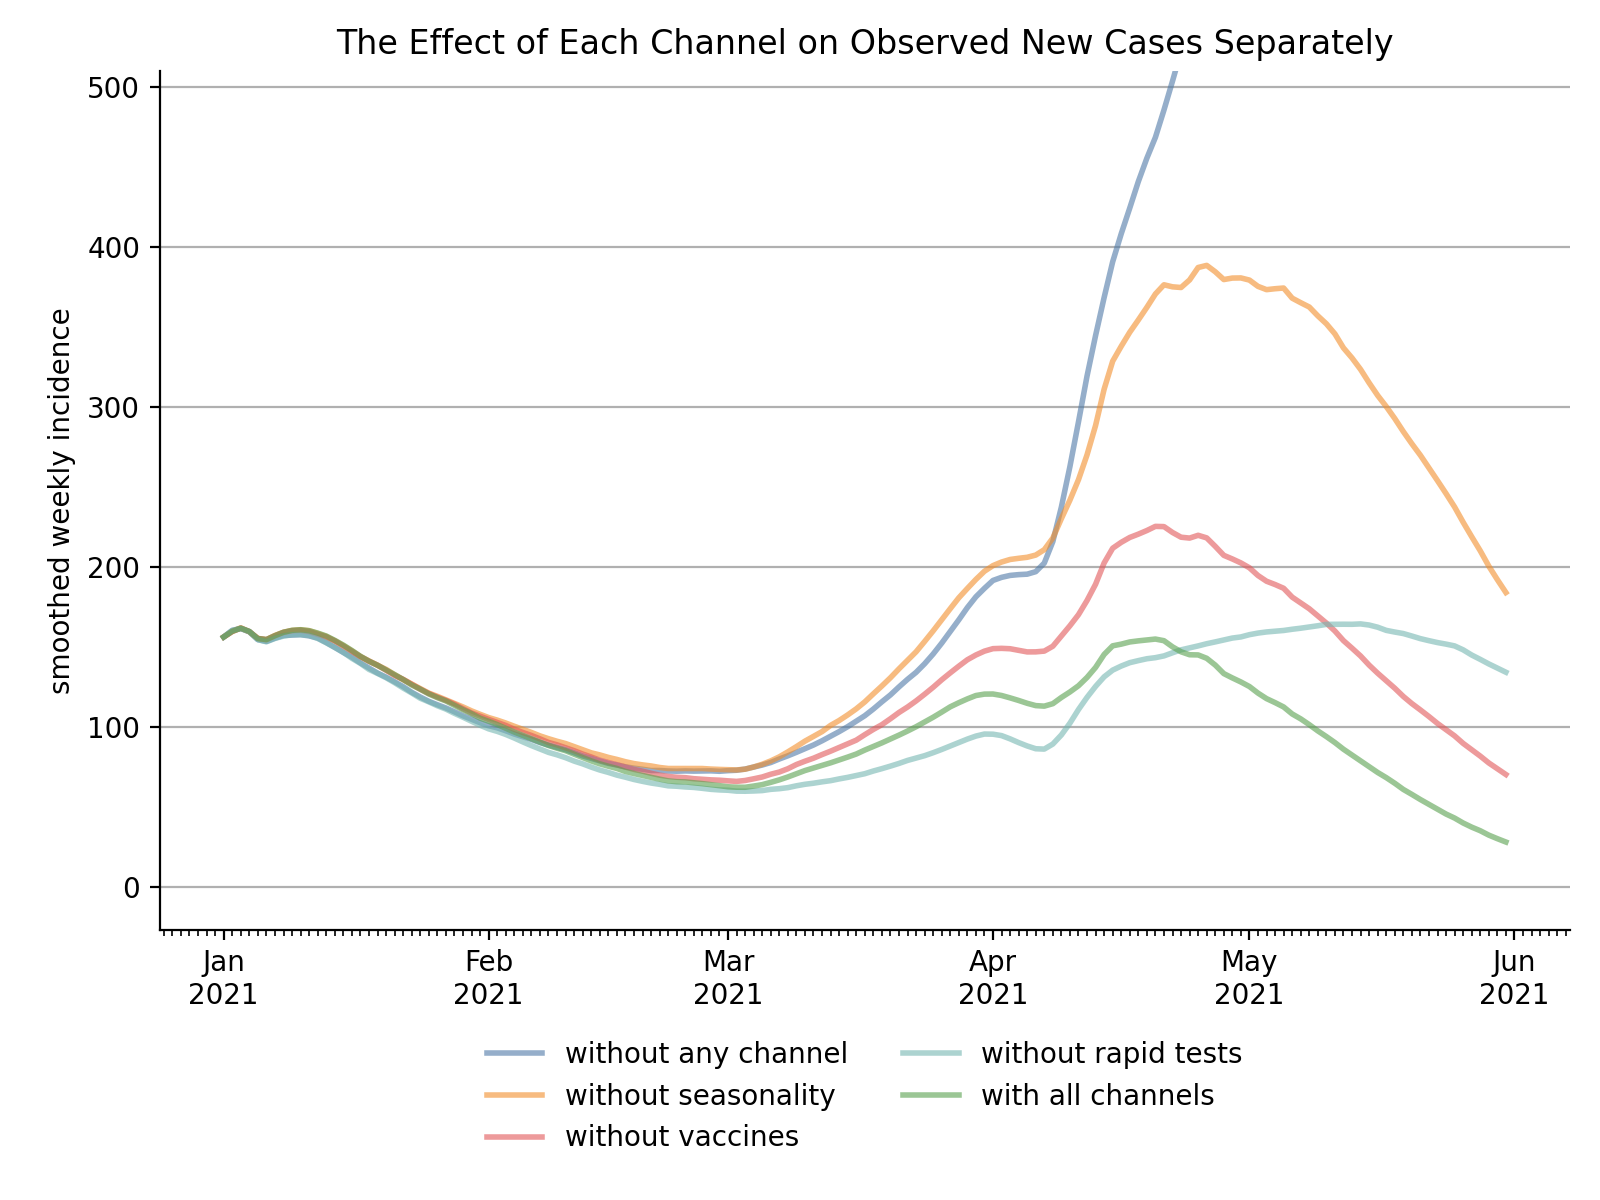 The Effect of Each Channel on Observed New Cases Separately
smoothed weekly incidence
500
400
300
200
100
0
Jan
2021
Feb
2021
Mar
2021
Apr
2021
May
2021
Jun
2021
without any channel
without seasonality
without vaccines
without rapid tests
with all channels